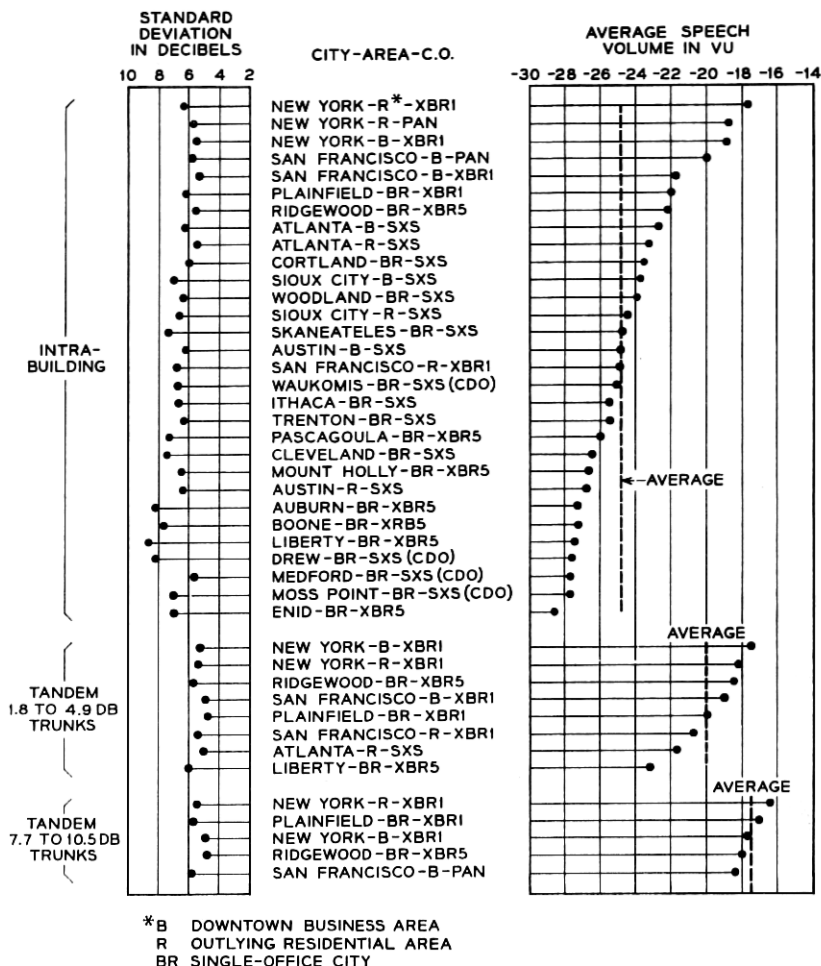 STANDARD
DEVIATION
IN DECIBELS
CITY-AREA-C.O.
AVERAGE SPEECH
VOLUME IN VU
10 8 6 4 2
-30 -28 -26 -24 -22 -20 -18 -16 -14
INTRA-
BUILDING
NEW YORK-R*-XBR1
NEW YORK-R-PAN
NEW YORK-B-XBR1
SAN FRANCISCO-B-PAN
SAN FRANCISCO-B-XBR1
PLAINFIELD-BR-XBR1
RIDGEWOOD-BR-XBR5
ATLANTA-B-SXS
ATLANTA-R-SXS
CORTLAND-BR-SXS
SIOUX CITY-B-SXS
WOODLAND-BR-SXS
SIOUX CITY-R-SXS
SKANEATELES-BR-SXS
AUSTIN-B-SXS
SAN FRANCISCO-R-XBR1
WAUKOMIS-BR-SXS (CDO)
ITHACA-BR-SXS
TRENTON-BR-SXS
PASCAGOULA-BR-XBR5
CLEVELAND-BR-SXS
MOUNT HOLLY-BR-XBR5
AUSTIN-R-SXS
AUBURN-BR-XBR5
BOONE-BR-XRB5
LIBERTY-BR-XBR5
DREW-BR-SXS (CDO)
MEDFORD-BR-SXS (CDO)
MOSS POINT-BR-SXS (CDO)
ENID-BR-XBR5
AVERAGE
TANDEM
1.8 TO 4.9 DB
TRUNKS
NEW YORK-B-XBR1
NEW YORK-R-XBR1
RIDGEWOOD-BR-XBR5
SAN FRANCISCO-B-XBR1
PLAINFIELD-BR-XBR1
SAN FRANCISCO-R-XBR1
ATLANTA-R-SXS
LIBERTY-BR-XBR5
AVERAGE
TANDEM
7.7 TO 10.5 DB
TRUNKS
NEW YORK-R-XBR1
PLAINFIELD-BR-XBR1
NEW YORK-B-XBR1
RIDGEWOOD-BR-XBR5
SAN FRANCISCO-B-PAN
AVERAGE
*B DOWNTOWN BUSINESS AREA
R OUTLYING RESIDENTIAL AREA
BR SINGLE-OFFICE CITY